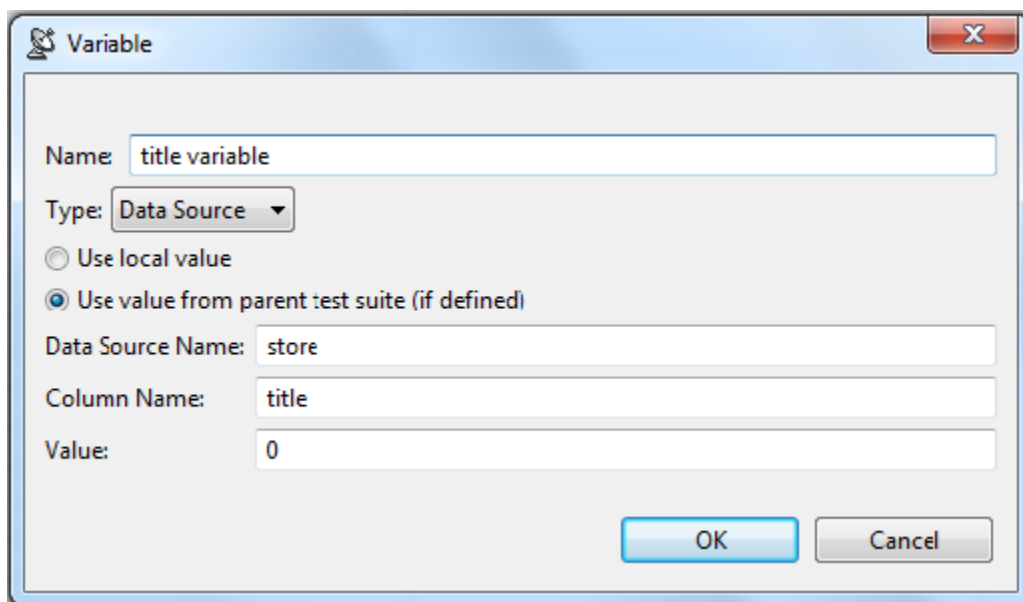 Variable
Name: title variable
Type: Data Source
Use local value
Use value from parent test suite (if defined)
Data Source Name: store
Column Name: title
Value: 0
OK Cancel